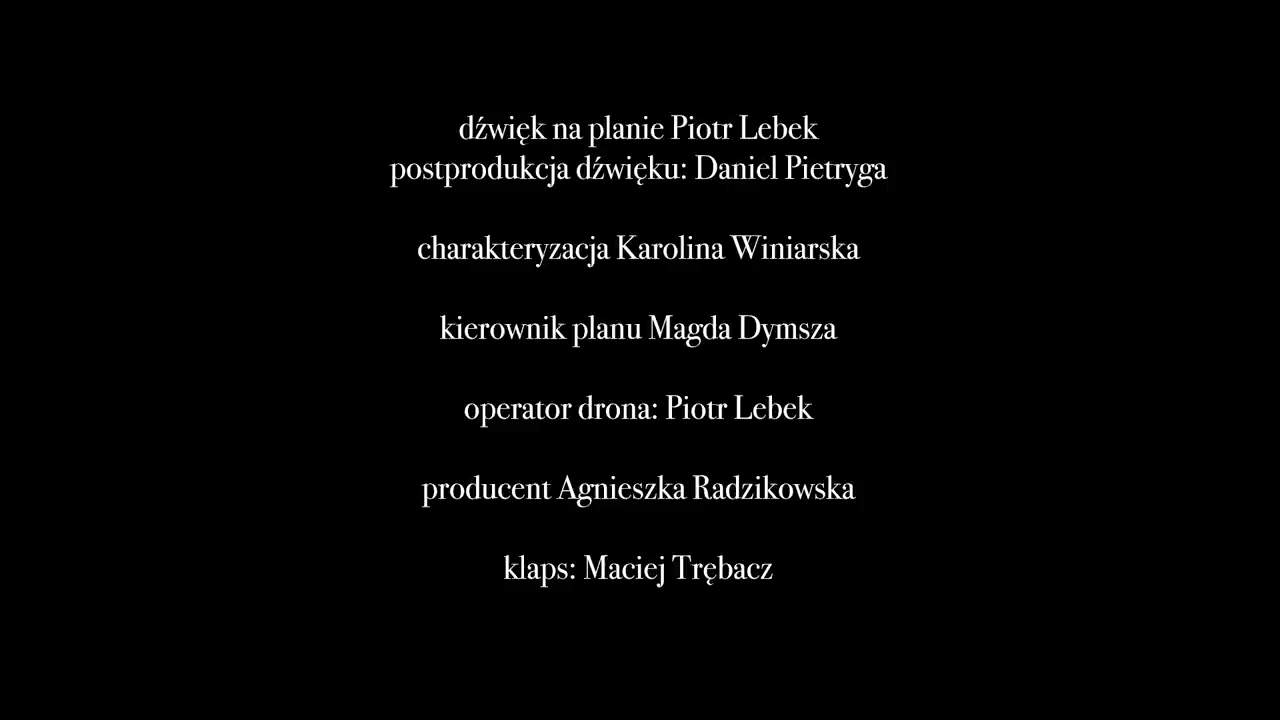 dźwięk na planie Piotr Lebek
postprodukcja dźwięku: Daniel Pietryga
charakteryzacja Karolina Winiarska
kierownik planu Magda Dymsza
operator drona: Piotr Lebek
producent Agnieszka Radzikowska
klaps: Maciej Trębacz